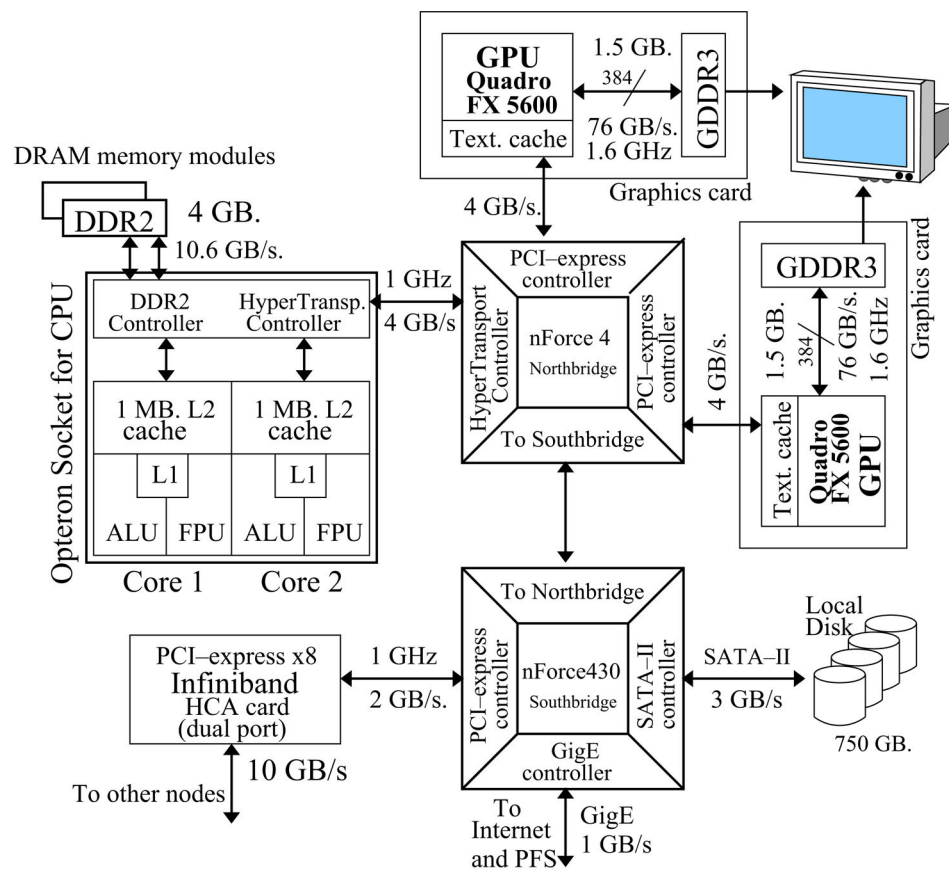 GPU
Quadro
FX 5600
Text. cache
1.5 GB.
384
76 GB/s.
1.6 GHz
GDDR3
Graphics card
4 GB/s.
DRAM memory modules
DDR2
4 GB.
10.6 GB/s.
Opteron Socket for CPU
DDR2
Controller
HyperTransp.
Controller
1 MB. L2
cache
1 MB. L2
cache
L1
L1
ALU
FPU
ALU
FPU
Core 1
Core 2
1 GHz
4 GB/s
PCI–express
controller
HyperTransport
Controller
nForce 4
Northbridge
PCI–express
controller
To Southbridge
4 GB/s.
GDDR3
1.5 GB.
384
76 GB/s.
1.6 GHz
Text. cache
Quadro
FX 5600
GPU
Graphics card
To Northbridge
PCI–express
controller
nForce430
Southbridge
SATA–II
controller
GigE
controller
PCI–express x8
Infiniband
HCA card
(dual port)
1 GHz
2 GB/s.
10 GB/s
To other nodes
SATA–II
3 GB/s
Local
Disk
750 GB.
To
Internet
and PFS
GigE
1 GB/s